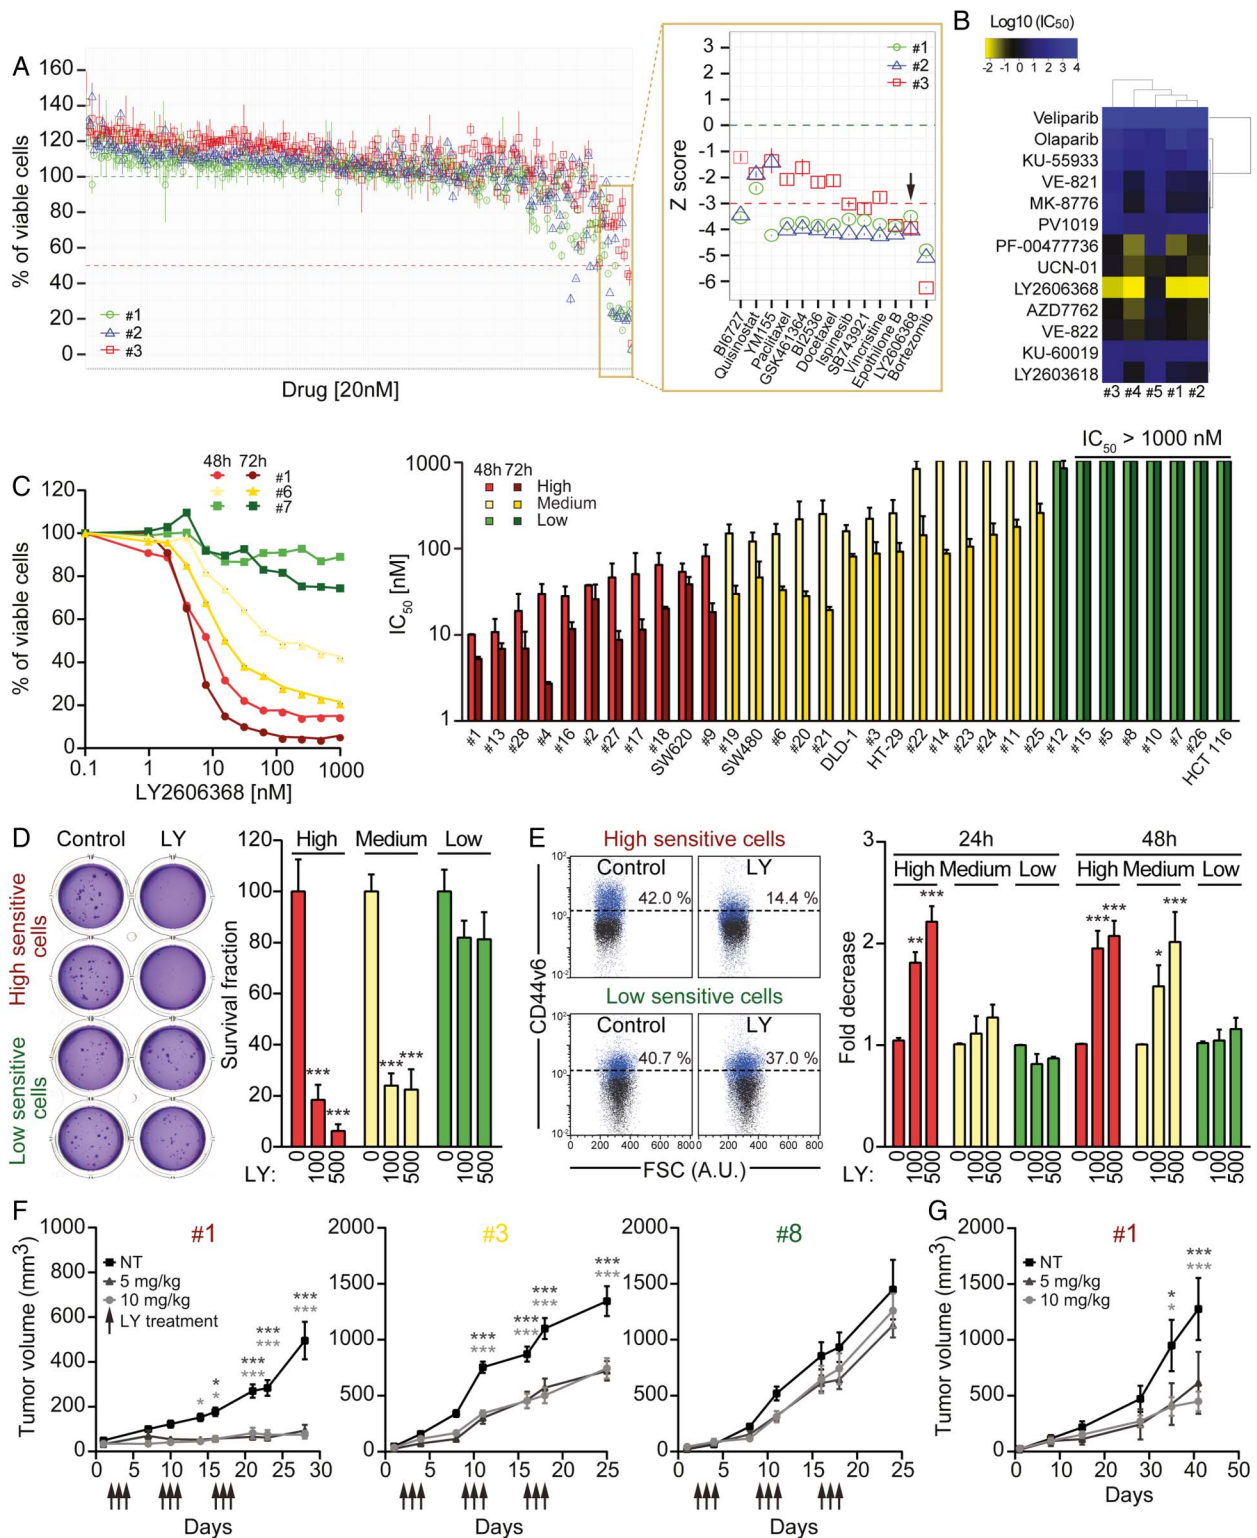 A
% of viable cells
160
140
120
100
80
60
40
20
0
#1
#2
#3
Drug [20nM]
Z score
3
2
1
0
-1
-2
-3
-4
-5
-6
#1
#2
#3
BI6727
Quisinostat
YM155
Paclitaxel
GSK461364
BI2536
Docetaxel
Ispinesib
SB743921
Vincristine
Epothilone B
LY2606368
Bortezomib
B
Log10 (IC50)
-2 -1 0 1 2 3 4
Veliparib
Olaparib
KU-55933
VE-821
MK-8776
PV1019
PF-00477736
UCN-01
LY2606368
AZD7762
VE-822
KU-60019
LY2603618
#3 #4 #5 #1 #2
C
48h 72h
#1
#6
#7
% of viable cells
120
100
80
60
40
20
0
0.1 1 10 100 1000
LY2606368 [nM]
IC50 [nM]
1000
100
10
1
48h 72h
High
Medium
Low
IC50 > 1000 nM
#1
#13
#28
#4
#16
#2
#27
#17
#18
SW620
#9
#19
SW480
#6
#20
#21
DLD-1
#3
HT-29
#22
#14
#23
#24
#11
#25
#12
#15
#5
#8
#10
#7
#26
HCT 116
D
Control LY
High sensitive
cells
Low sensitive
cells
Survival fraction
120
100
80
60
40
20
0
High Medium Low
***
***
***
***
LY:
0 100 500 0 100 500 0 100 500
E
High sensitive cells
Control LY
42.0 % 14.4 %
10²
10⁰
10-2
Low sensitive cells
Control LY
40.7 % 37.0 %
10²
10⁰
10-2
CD44v6
200 400 600 800 200 400 600 800
FSC (A.U.)
Fold decrease
3
2
1
0
24h 48h
High Medium Low High Medium Low
**
***
***
***
*
***
LY:
0 100 500 0 100 500 0 100 500 0 100 500 0 100 500 0 100 500
F
Tumor volume (mm3)
#1
1000
800
600
400
200
0
NT
5 mg/kg
10 mg/kg
LY treatment
*
*
*
***
***
***
***
***
***
0 5 10 15 20 25 30
Days
#3
2000
1500
1000
500
0
***
***
***
***
***
***
***
***
0 5 10 15 20 25
Days
#8
2000
1500
1000
500
0
0 5 10 15 20 25
Days
G
Tumor volume (mm3)
#1
2000
1500
1000
500
0
NT
5 mg/kg
10 mg/kg
*
*
***
***
0 10 20 30 40 50
Days